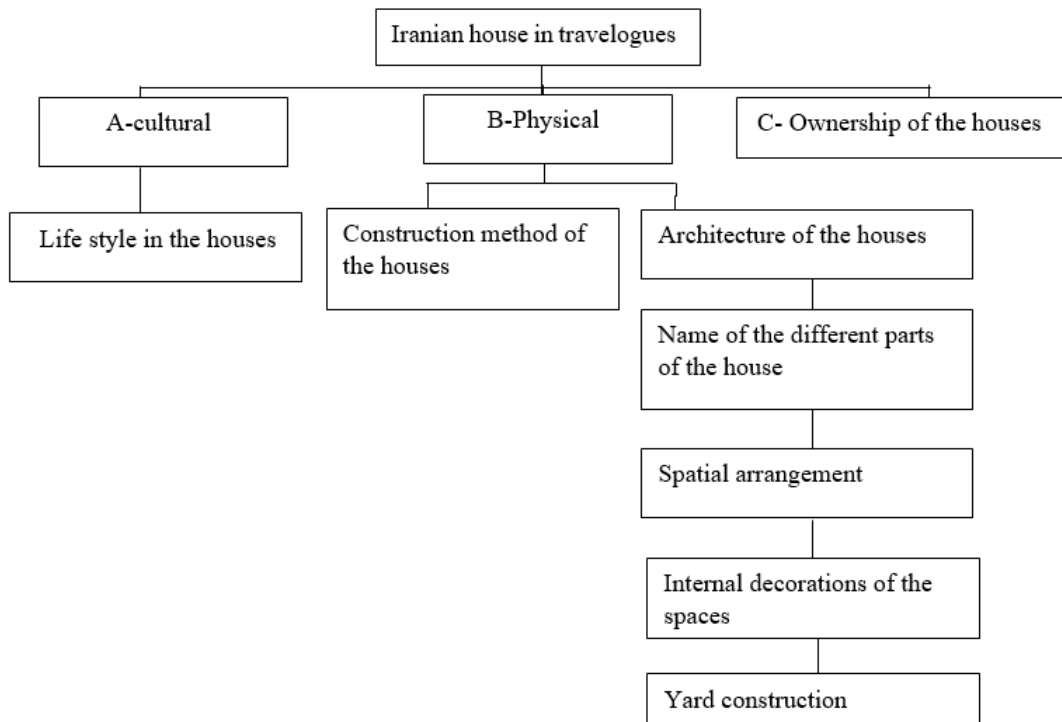 Iranian house in travelogues
A-cultural
B-Physical
C- Ownership of the houses
Life style in the houses
Construction method of
the houses
Architecture of the houses
Name of the different parts
of the house
Spatial arrangement
Internal decorations of the
spaces
Yard construction